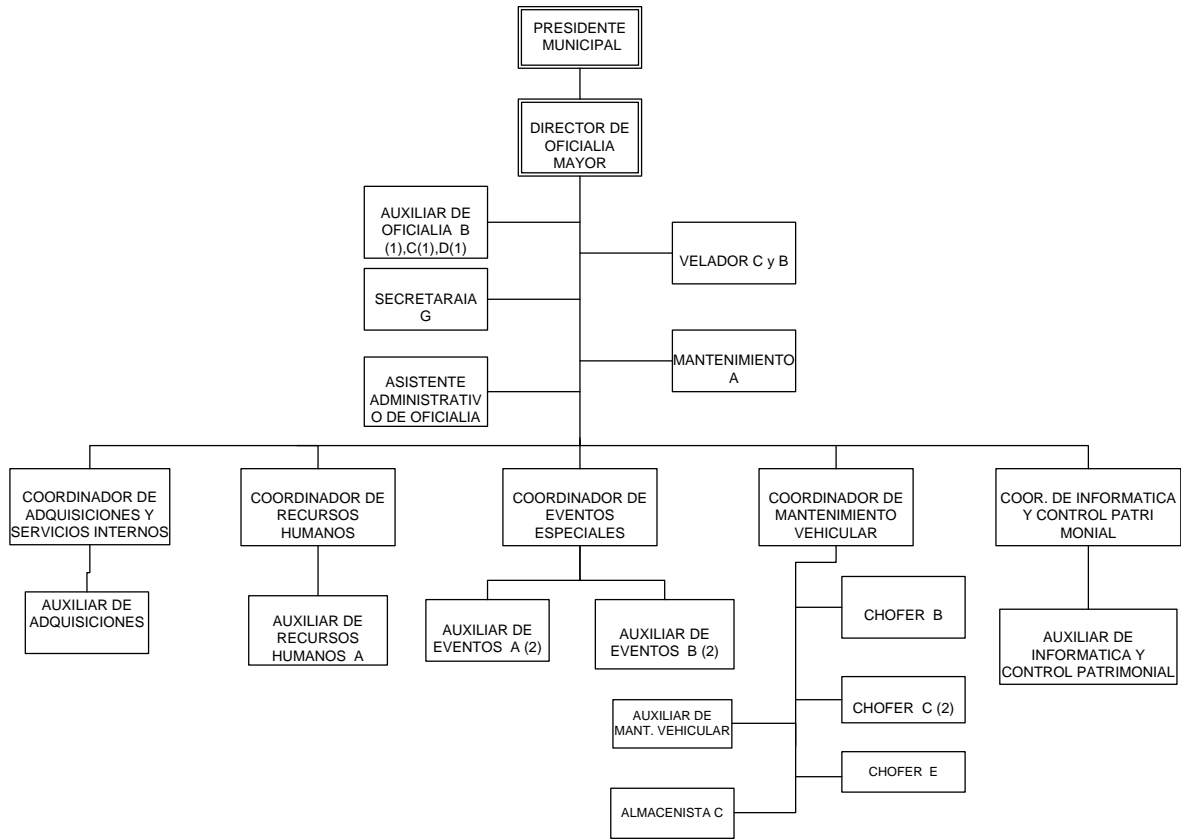 PRESIDENTE
MUNICIPAL
DIRECTOR DE
OFICIALIA
MAYOR
AUXILIAR DE
OFICIALIA B
(1),C(1),D(1)
VELADOR C y B
SECRETARAIA
G
MANTENIMIENTO
A
ASISTENTE
ADMINISTRATIV
O DE OFICIALIA
COORDINADOR DE
ADQUISICIONES Y
SERVICIOS INTERNOS
COORDINADOR DE
RECURSOS
HUMANOS
COORDINADOR DE
EVENTOS
ESPECIALES
COORDINADOR DE
MANTENIMIENTO
VEHICULAR
COOR. DE INFORMATICA
Y CONTROL PATRI
MONIAL
AUXILIAR DE
ADQUISICIONES
AUXILIAR DE
RECURSOS
HUMANOS A
AUXILIAR DE
EVENTOS A (2)
AUXILIAR DE
EVENTOS B (2)
CHOFER B
AUXILIAR DE
INFORMATICA Y
CONTROL PATRIMONIAL
CHOFER C (2)
AUXILIAR DE
MANT. VEHICULAR
CHOFER E
ALMACENISTA C